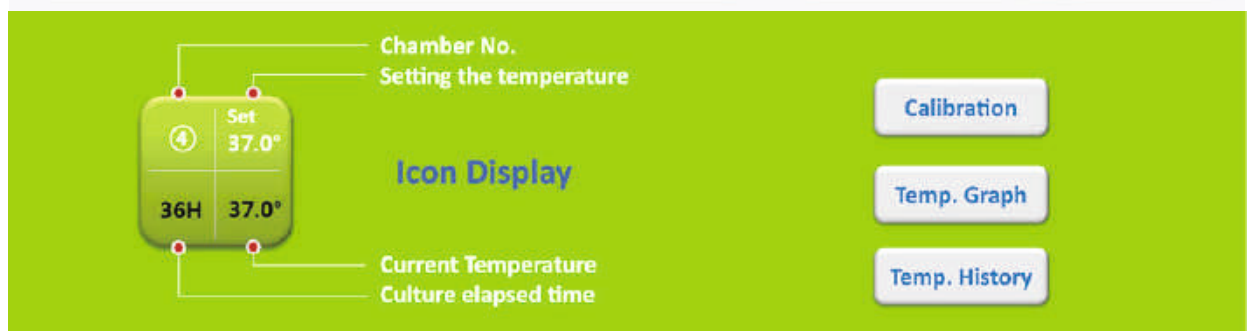 Chamber No.
Setting the temperature
④
Set
37.0°
36H
37.0°
Icon Display
Current Temperature
Culture elapsed time
Calibration
Temp. Graph
Temp. History